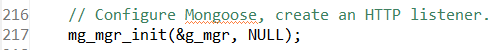 216 // Configure Mongoose, create an HTTP listener.
217 mg_mgr_init(&g_mgr, NULL);